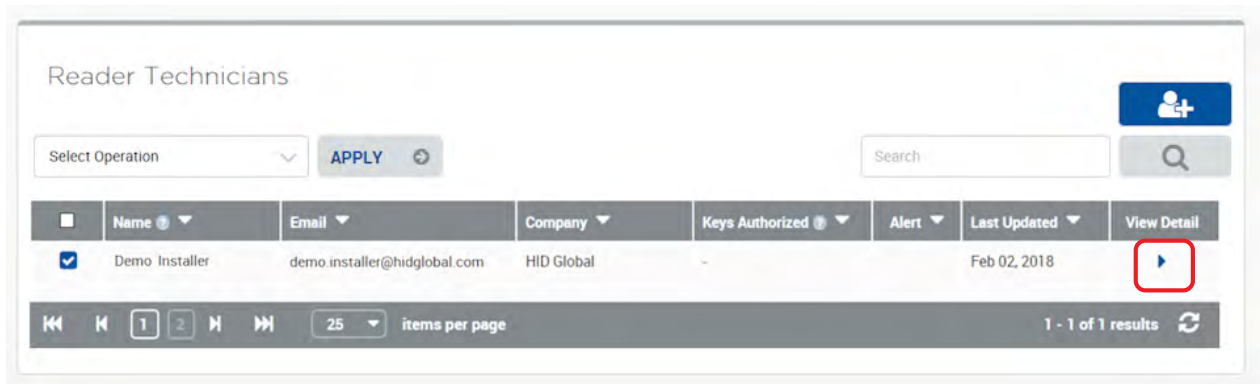 Reader Technicians
Select Operation APPLY Search
Name ? Email Company Keys Authorized ? Alert Last Updated View Detail
Demo Installer demo.installer@hidglobal.com HID Global - Feb 02, 2018
1 2 25 items per page 1 - 1 of 1 results